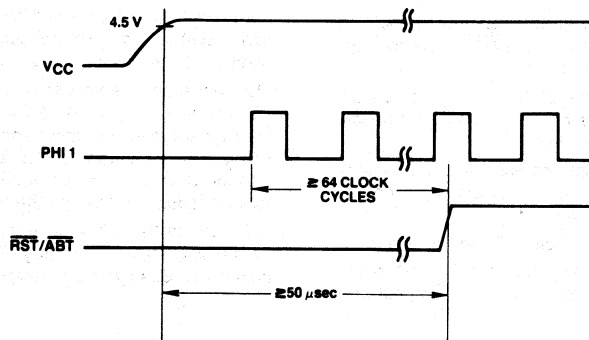 4.5 V
VCC
PHI 1
≥ 64 CLOCK
CYCLES
RST/ABT
≥50 μsec